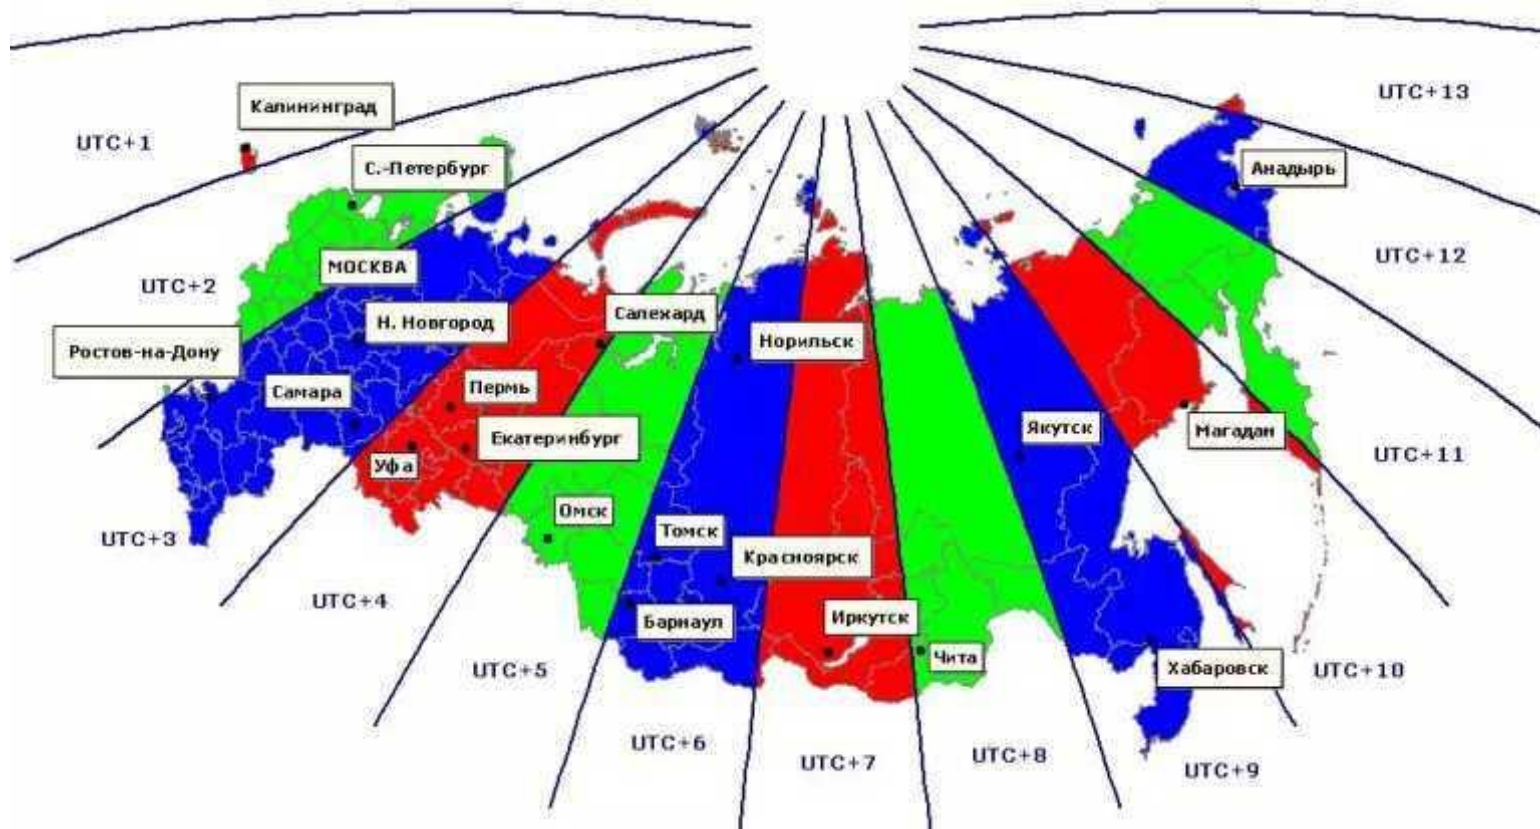 UTC+13
Калининград
UTC+1
С.-Петербург
Анадырь
UTC+12
МОСКВА
UTC+2
Салехард
Н. Новгород
Норильск
Ростов-на-Дону
Пермь
Самара
Екатеринбург
Якутск
Магадан
UTC+11
Уфа
Омск
Томск
UTC+3
Красноярск
UTC+4
Барнаул
Иркутск
Чита
Хабаровск
UTC+5
UTC+10
UTC+6
UTC+7
UTC+8
UTC+9